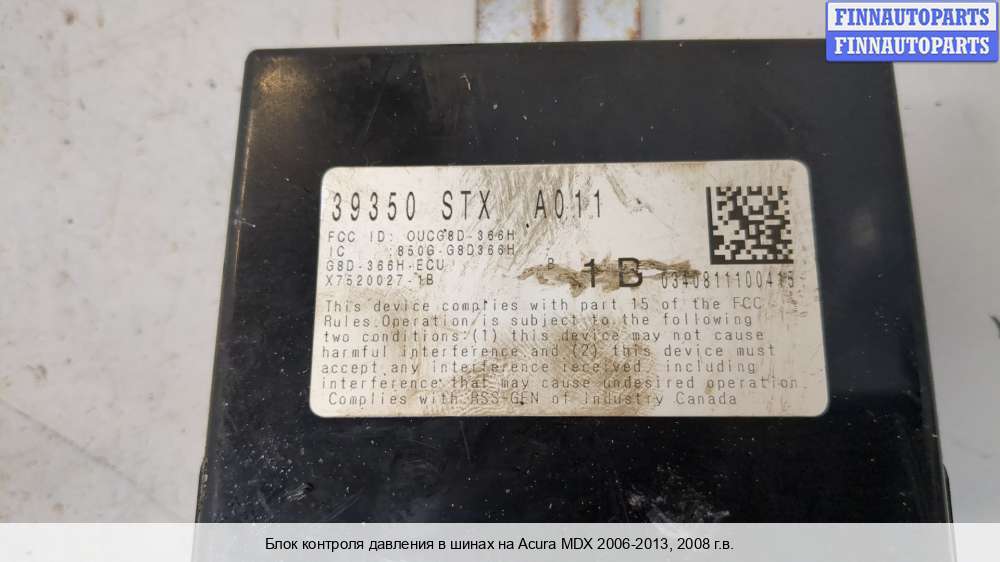 FINNAUTOPARTS
FINNAUTOPARTS
39350 STX A011
FCC ID: OUCG8D-366H
IC : 850G-G8D366H
G8D-366H-ECU
X7520027-1B
B 1B
0340811100415
This device complies with part 15 of the FCC
Rules.Operation is subject to the following
two conditions:(1) this device may not cause
harmful interference and (2) this device must
accept any interference received, including
interference that may cause undesired operation.
Complies with RSS-GEN of Industry Canada
Блок контроля давления в шинах на Acura MDX 2006-2013, 2008 г.в.